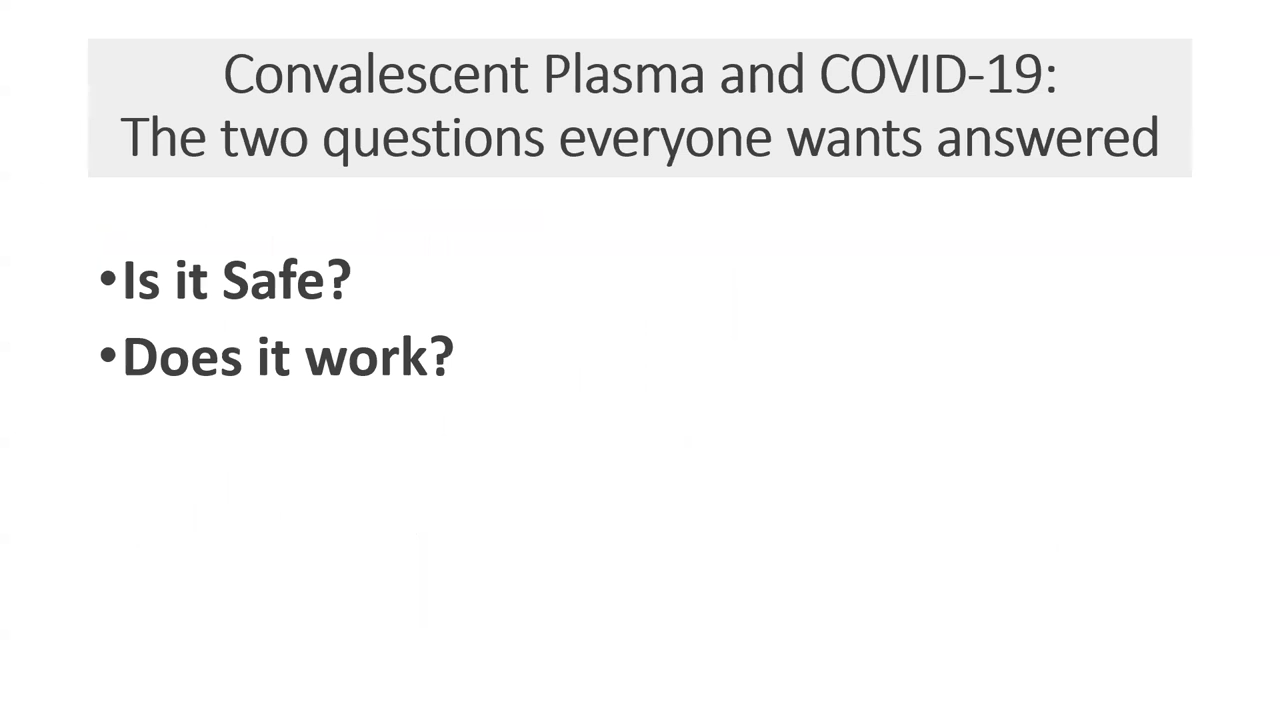 Convalescent Plasma and COVID-19:
The two questions everyone wants answered
•Is it Safe?
•Does it work?